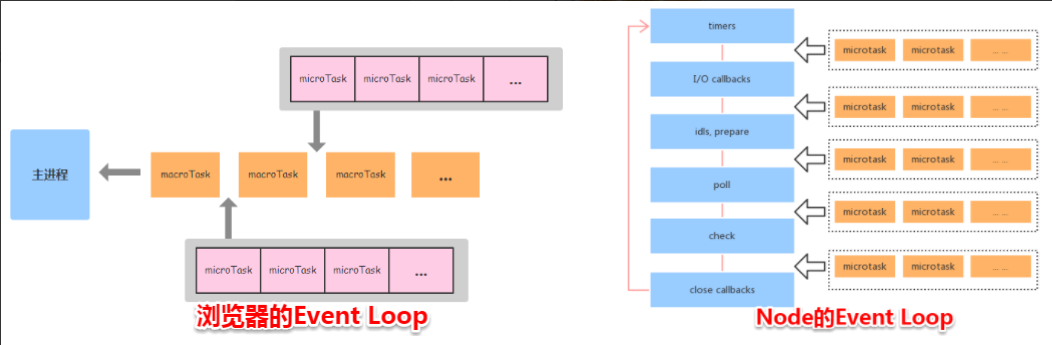 microTask microTask microTask ...
主进程
macroTask macroTask macroTask ...
microTask microTask microTask ...
浏览器的Event Loop
timers
microtask microtask ... ...
I/O callbacks
microtask microtask ... ...
idls, prepare
microtask microtask ... ...
poll
microtask microtask ... ...
check
microtask microtask ... ...
close callbacks
Node的Event Loop